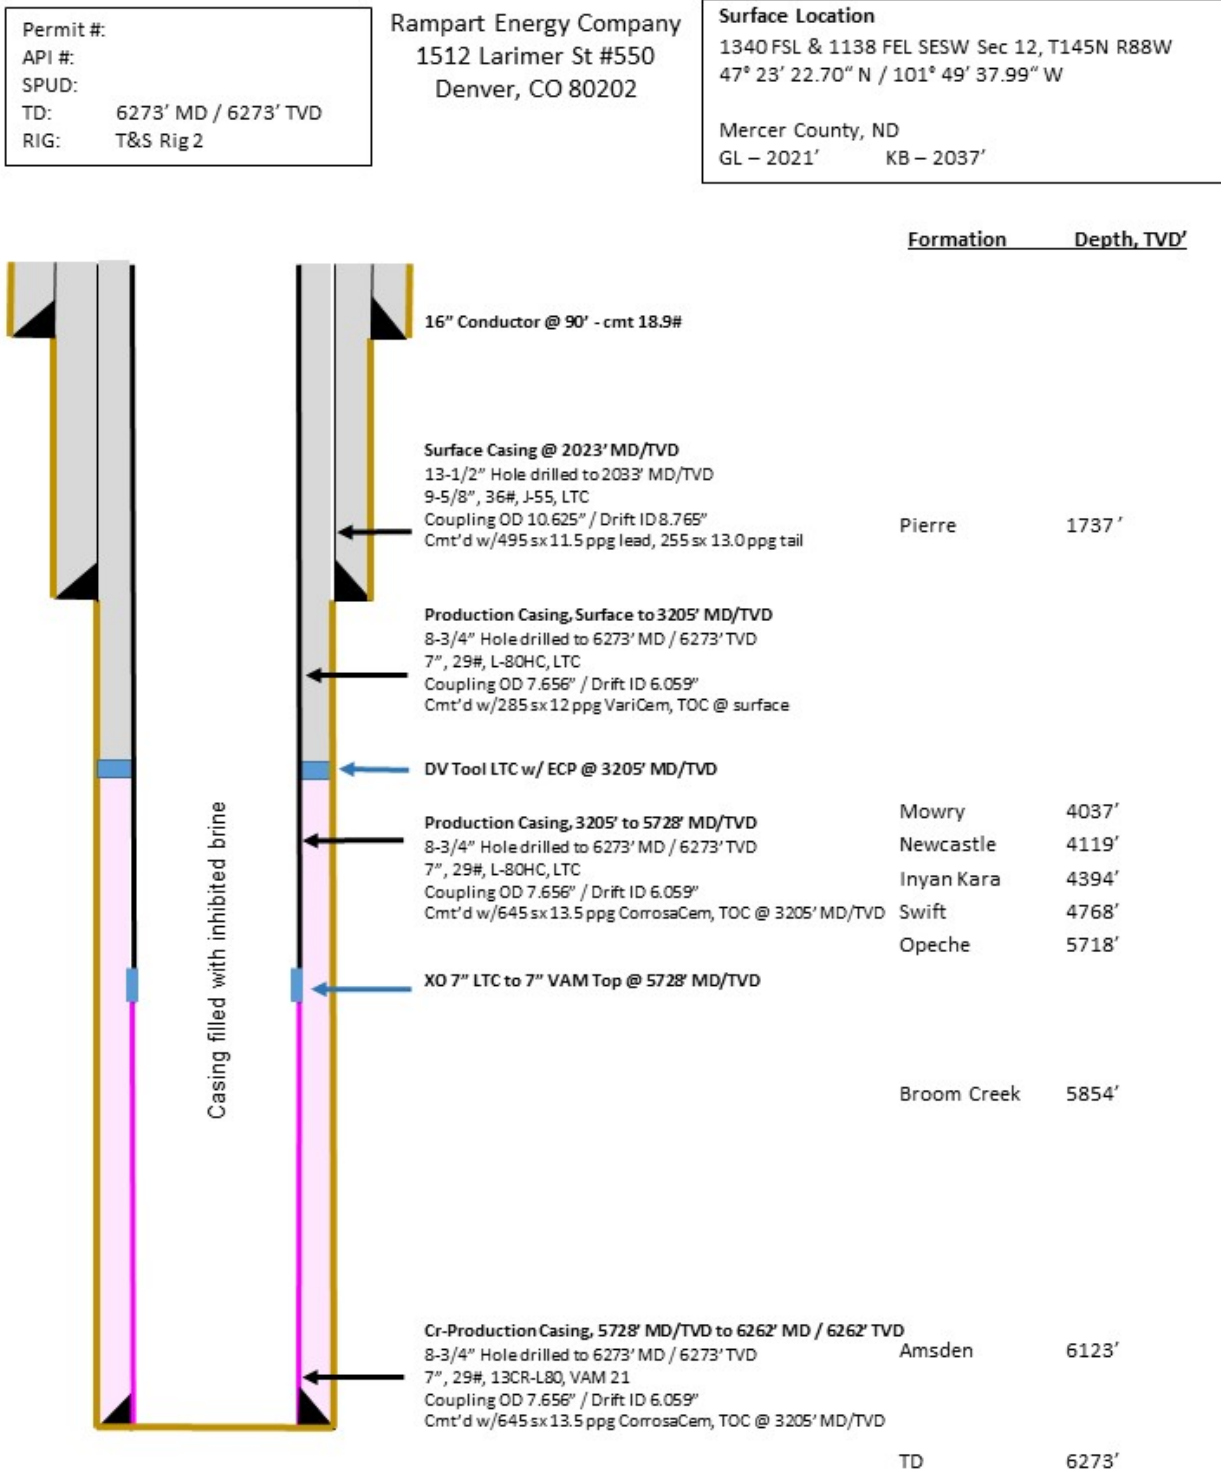 Permit #:
API #:
SPUD:
TD: 6273’ MD / 6273’ TVD
RIG: T&S Rig 2
Rampart Energy Company
1512 Larimer St #550
Denver, CO 80202
Surface Location
1340 FSL & 1138 FEL SESW Sec 12, T145N R88W
47° 23’ 22.70” N / 101° 49’ 37.99” W
Mercer County, ND
GL – 2021’ KB – 2037’
Formation Depth, TVD’
16” Conductor @ 90’ - cmt 18.9#
Surface Casing @ 2023’ MD/TVD
13-1/2” Hole drilled to 2033’ MD/TVD
9-5/8”, 36#, J-55, LTC
Coupling OD 10.625” / Drift ID 8.765”
Cmt’d w/495 sx 11.5 ppg lead, 255 sx 13.0 ppg tail
Pierre 1737’
Production Casing, Surface to 3205’ MD/TVD
8-3/4” Hole drilled to 6273’ MD / 6273’ TVD
7”, 29#, L-80HC, LTC
Coupling OD 7.656” / Drift ID 6.059”
Cmt’d w/285 sx 12 ppg VariCem, TOC @ surface
DV Tool LTC w/ ECP @ 3205’ MD/TVD
Production Casing, 3205’ to 5728’ MD/TVD
8-3/4” Hole drilled to 6273’ MD / 6273’ TVD
7”, 29#, L-80HC, LTC
Coupling OD 7.656” / Drift ID 6.059”
Cmt’d w/645 sx 13.5 ppg CorrosaCem, TOC @ 3205’ MD/TVD
Mowry 4037’
Newcastle 4119’
Inyan Kara 4394’
Swift 4768’
Opeche 5718’
Casing filled with inhibited brine
XO 7” LTC to 7” VAM Top @ 5728’ MD/TVD
Broom Creek 5854’
Cr-Production Casing, 5728’ MD/TVD to 6262’ MD / 6262’ TVD
8-3/4” Hole drilled to 6273’ MD / 6273’ TVD
7”, 29#, 13CR-L80, VAM 21
Coupling OD 7.656” / Drift ID 6.059”
Cmt’d w/645 sx 13.5 ppg CorrosaCem, TOC @ 3205’ MD/TVD
Amsden 6123’
TD 6273’